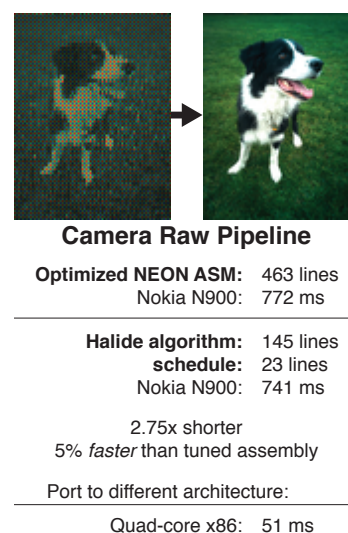 Camera Raw Pipeline
Optimized NEON ASM: 463 lines
Nokia N900: 772 ms
Halide algorithm: 145 lines
schedule: 23 lines
Nokia N900: 741 ms
2.75x shorter
5% faster than tuned assembly
Port to different architecture:
Quad-core x86: 51 ms